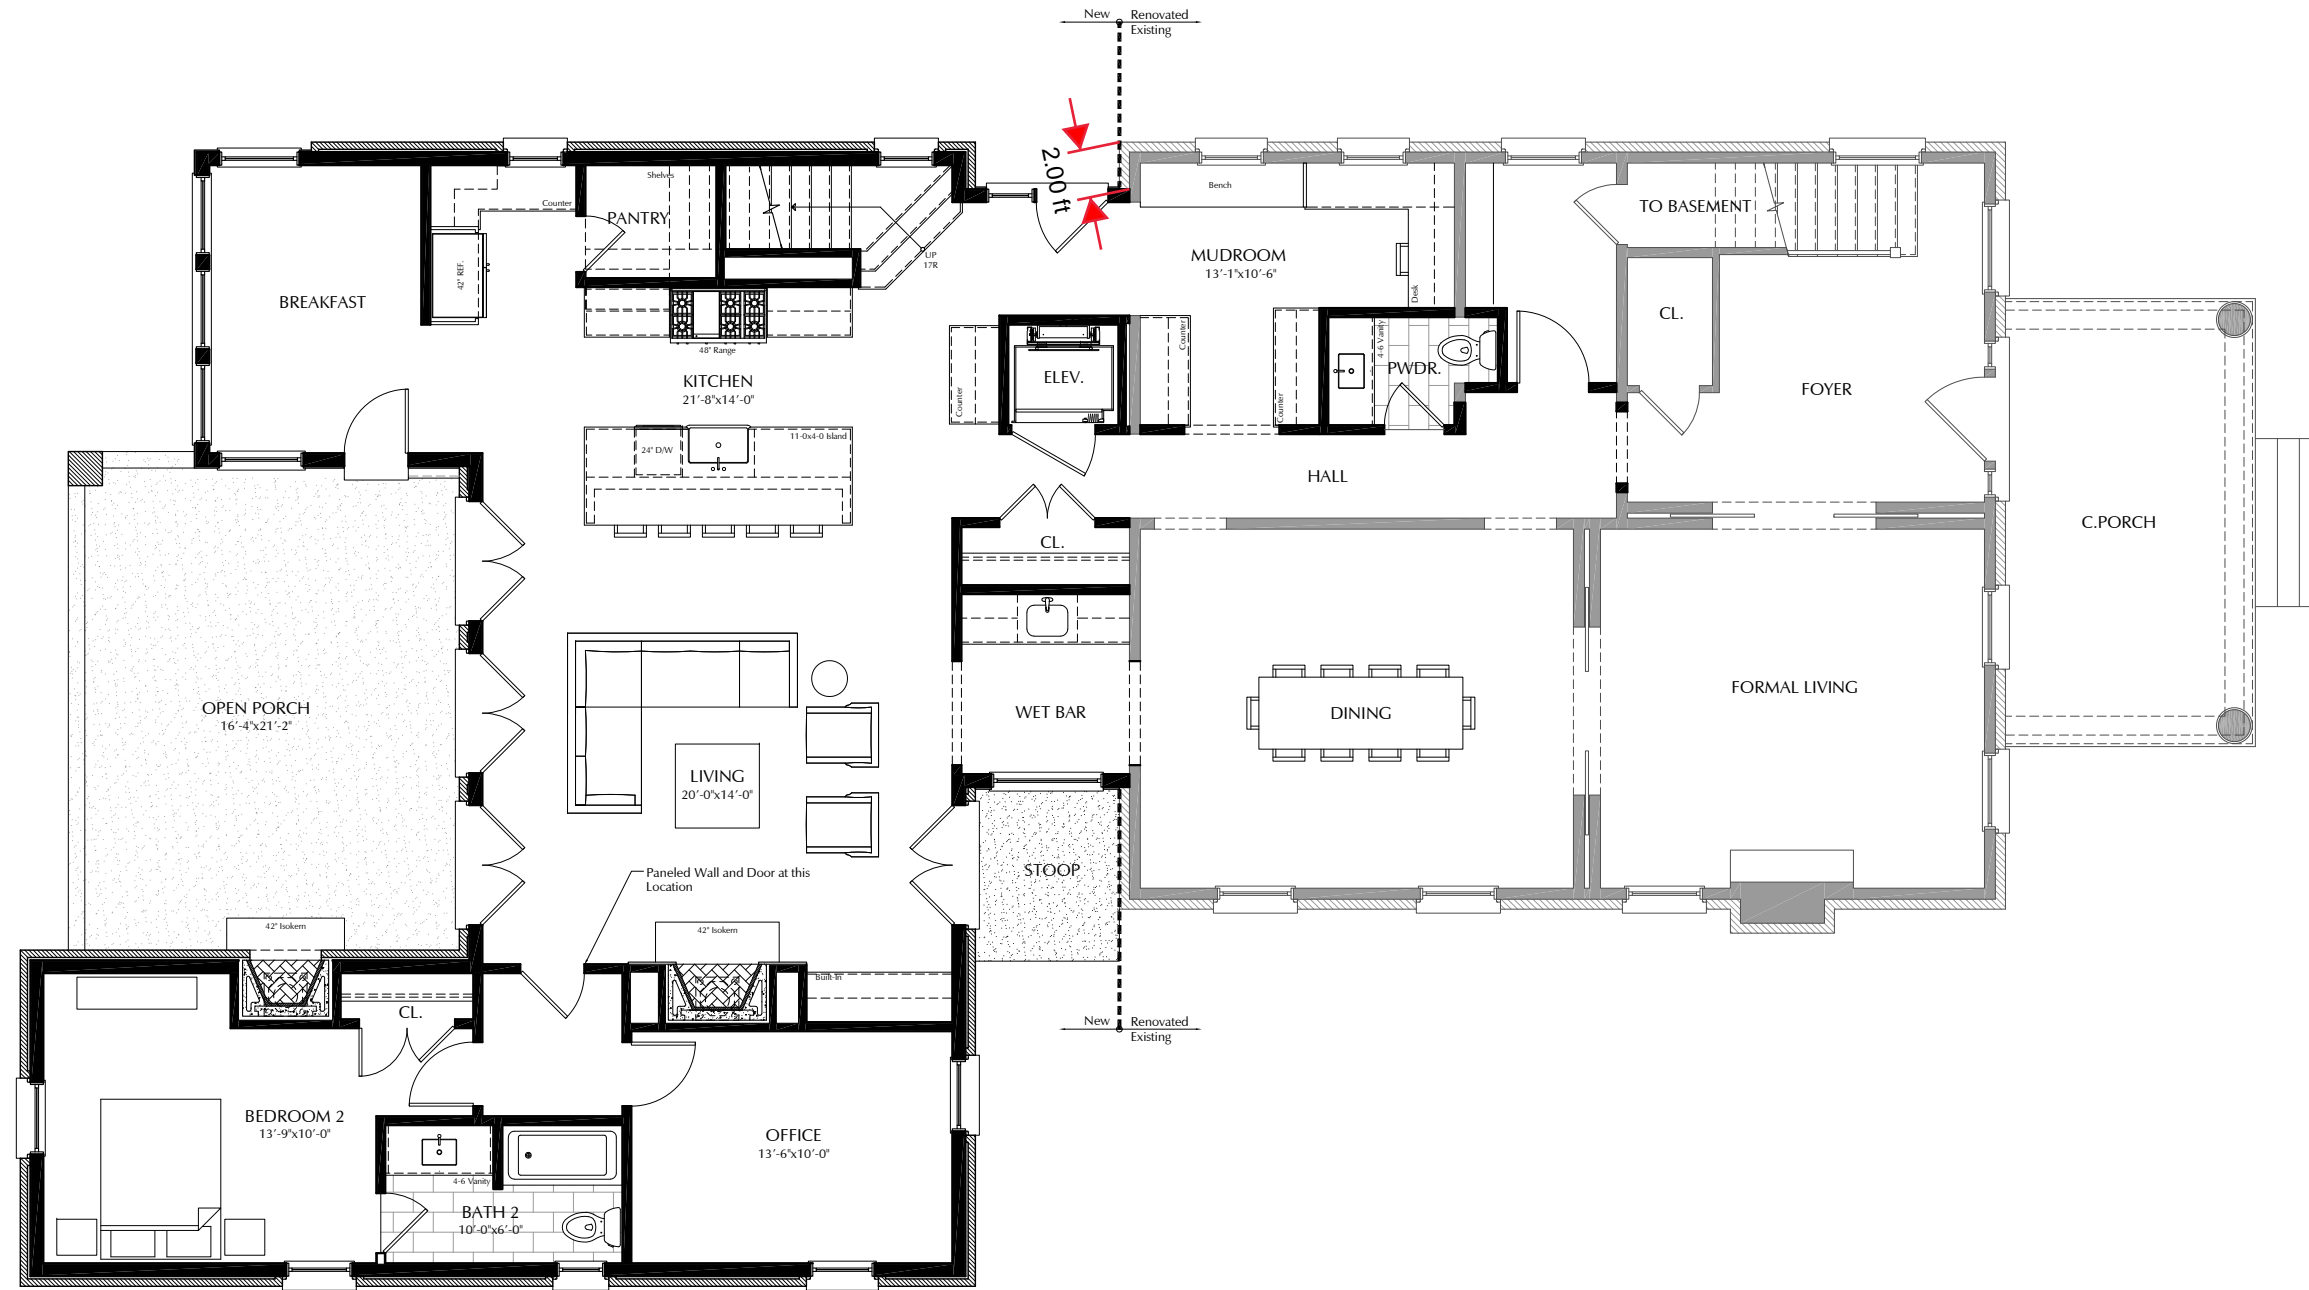 New
Renovated
Existing
2.00 ft
Shelves
Bench
Counter
PANTRY
TO BASEMENT
42" REF.
UP
17R
MUDROOM
13'-1"x10'-6"
Desk
BREAKFAST
CL.
48" Range
Counter
4-6 Vanity
PWDR.
KITCHEN
21'-8"x14'-0"
ELEV.
FOYER
Counter
Counter
11-0x4-0 Island
24" D/W
HALL
CL.
C.PORCH
FORMAL LIVING
OPEN PORCH
16'-4"x21'-2"
WET BAR
DINING
LIVING
20'-0"x14'-0"
Paneled Wall and Door at this
Location
STOOP
42" Isokern
42" Isokern
Built-In
CL.
New
Renovated
Existing
BEDROOM 2
13'-9"x10'-0"
OFFICE
13'-6"x10'-0"
4-6 Vanity
BATH 2
10'-0"x6'-0"